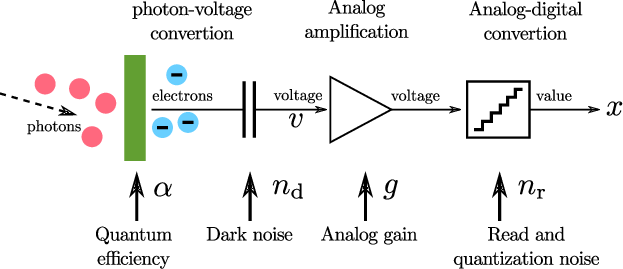 photon-voltage
convertion
Analog
amplification
Analog-digital
convertion
photons
electrons
voltage
v
voltage
value
x
α
n_d
g
n_r
Quantum
efficiency
Dark noise
Analog gain
Read and
quantization noise